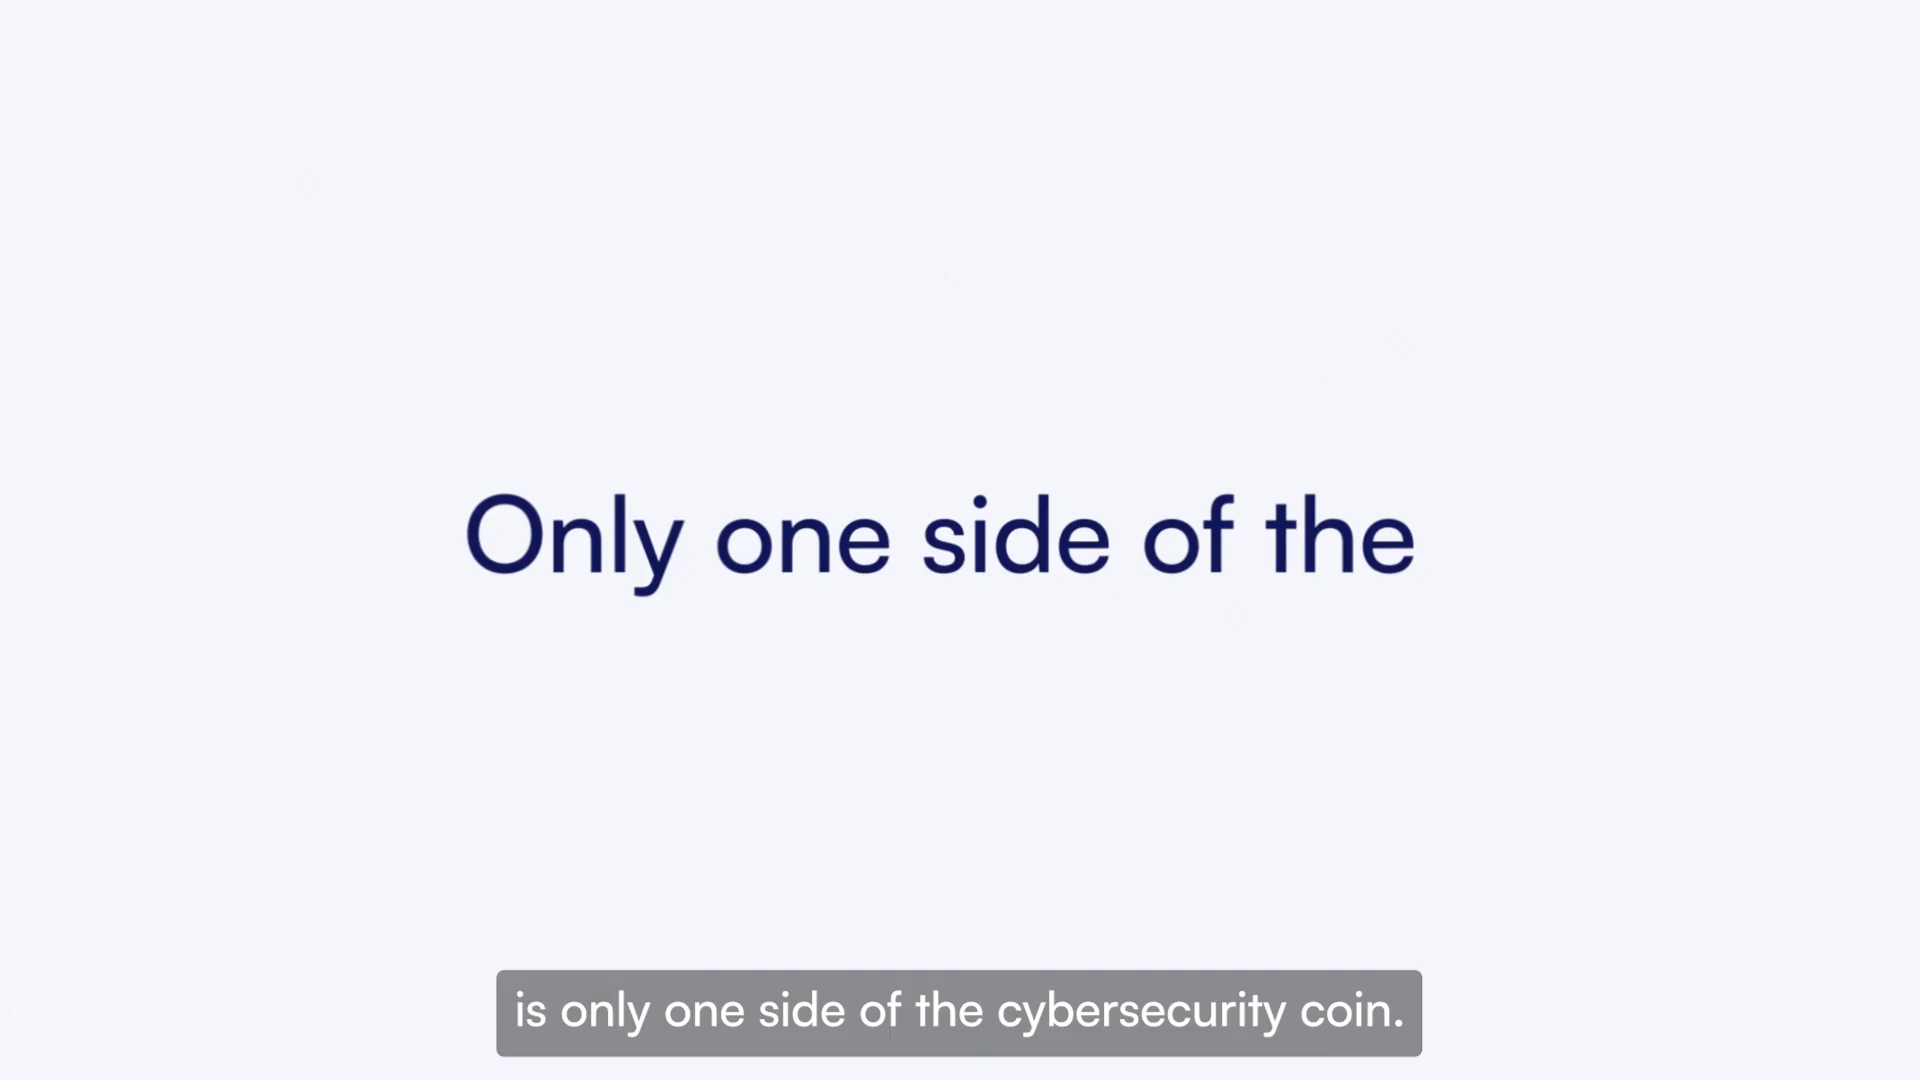 Only one side of the
is only one side of the cybersecurity coin.